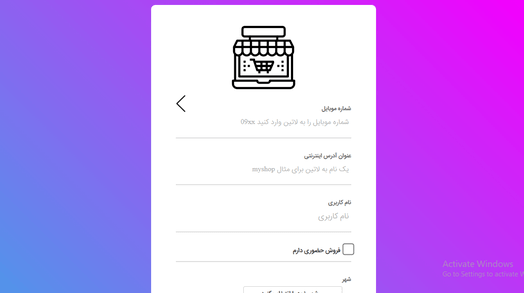 شماره موبایل
شماره موبایل را به لاتین وارد کنید 09xx
عنوان آدرس اینترنتی
یک نام به لاتین برای مثال myshop
نام کاربری
نام کاربری
فروش حضوری دارم
شهر
Activate Windows
Go to Settings to activate W